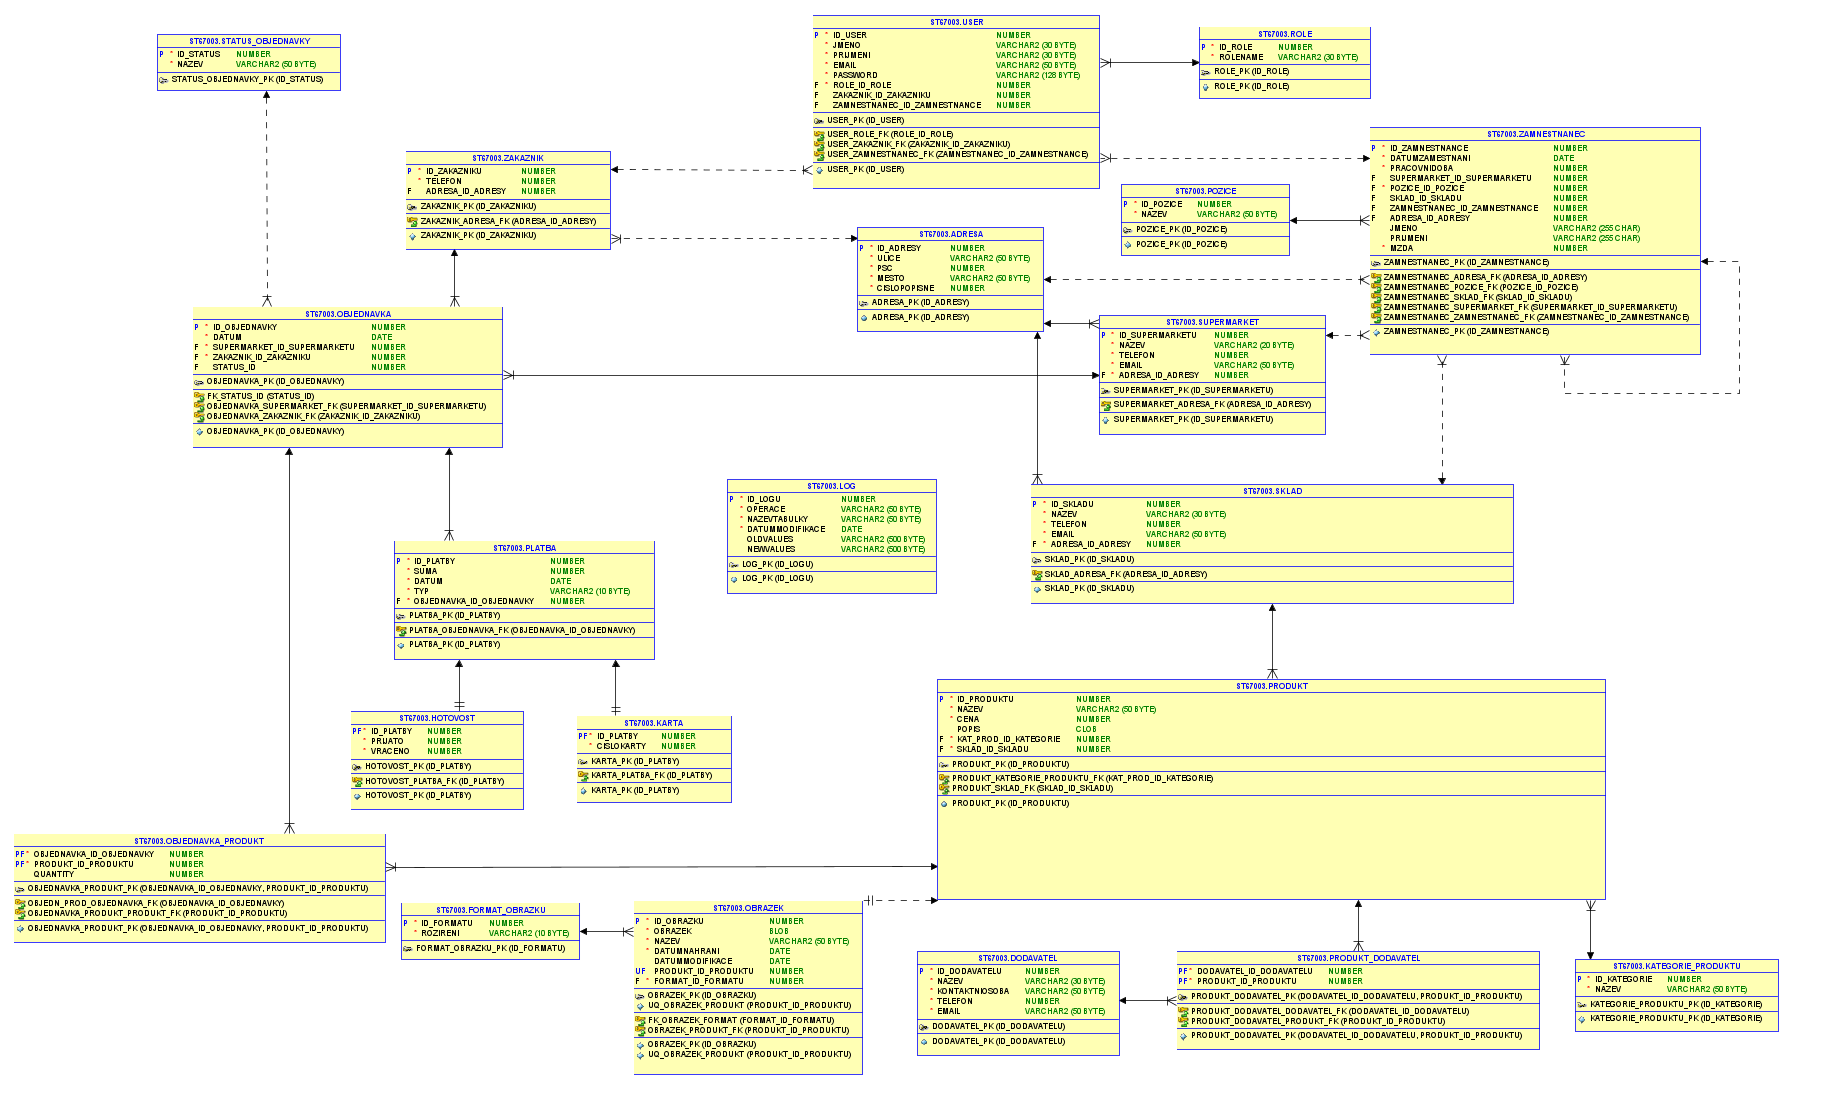 ST67003.STATUS_OBJEDNAVKY
P * ID_STATUS NUMBER
* NAZEV VARCHAR2 (50 BYTE)
STATUS_OBJEDNAVKY_PK (ID_STATUS)
ST67003.USER
P * ID_USER NUMBER
* JMENO VARCHAR2 (30 BYTE)
* PRIJMENI VARCHAR2 (30 BYTE)
* EMAIL VARCHAR2 (50 BYTE)
* PASSWORD VARCHAR2 (128 BYTE)
F * ROLE_ID_ROLE NUMBER
F ZAKAZNIK_ID_ZAKAZNIKU NUMBER
F ZAMNESTNANEC_ID_ZAMNESTNANCE NUMBER
USER_PK (ID_USER)
USER_ROLE_FK (ROLE_ID_ROLE)
USER_ZAKAZNIK_FK (ZAKAZNIK_ID_ZAKAZNIKU)
USER_ZAMNESTNANEC_FK (ZAMNESTNANEC_ID_ZAMNESTNANCE)
USER_PK (ID_USER)
ST67003.ROLE
P * ID_ROLE NUMBER
* ROLENAME VARCHAR2 (30 BYTE)
ROLE_PK (ID_ROLE)
ROLE_PK (ID_ROLE)
ST67003.ZAKAZNIK
P * ID_ZAKAZNIKU NUMBER
* TELEFON NUMBER
F ADRESA_ID_ADRESY NUMBER
ZAKAZNIK_PK (ID_ZAKAZNIKU)
ZAKAZNIK_ADRESA_FK (ADRESA_ID_ADRESY)
ZAKAZNIK_PK (ID_ZAKAZNIKU)
ST67003.ZAMNESTNANEC
P * ID_ZAMNESTNANCE NUMBER
* DATUMZAMESTNANI DATE
* PRACOVNIDOBA NUMBER
F SUPERMARKET_ID_SUPERMARKETU NUMBER
F * POZICE_ID_POZICE NUMBER
F SKLAD_ID_SKLADU NUMBER
F ZAMNESTNANEC_ID_ZAMNESTNANCE NUMBER
F ADRESA_ID_ADRESY NUMBER
JMENO VARCHAR2 (255 CHAR)
PRIJMENI VARCHAR2 (255 CHAR)
* MZDA NUMBER
ZAMNESTNANEC_PK (ID_ZAMNESTNANCE)
ZAMNESTNANEC_ADRESA_FK (ADRESA_ID_ADRESY)
ZAMNESTNANEC_POZICE_FK (POZICE_ID_POZICE)
ZAMNESTNANEC_SKLAD_FK (SKLAD_ID_SKLADU)
ZAMNESTNANEC_SUPERMARKET_FK (SUPERMARKET_ID_SUPERMARKETU)
ZAMNESTNANEC_ZAMNESTNANEC_FK (ZAMNESTNANEC_ID_ZAMNESTNANCE)
ZAMNESTNANEC_PK (ID_ZAMNESTNANCE)
ST67003.POZICE
P * ID_POZICE NUMBER
* NAZEV VARCHAR2 (50 BYTE)
POZICE_PK (ID_POZICE)
POZICE_PK (ID_POZICE)
ST67003.ADRESA
P * ID_ADRESY NUMBER
* ULICE VARCHAR2 (50 BYTE)
* PSC NUMBER
* MESTO VARCHAR2 (50 BYTE)
* CISLOPOPISNE NUMBER
ADRESA_PK (ID_ADRESY)
ADRESA_PK (ID_ADRESY)
ST67003.OBJEDNAVKA
P * ID_OBJEDNAVKY NUMBER
* DATUM DATE
F * SUPERMARKET_ID_SUPERMARKETU NUMBER
F * ZAKAZNIK_ID_ZAKAZNIKU NUMBER
F STATUS_ID NUMBER
OBJEDNAVKA_PK (ID_OBJEDNAVKY)
FK_STATUS_ID (STATUS_ID)
OBJEDNAVKA_SUPERMARKET_FK (SUPERMARKET_ID_SUPERMARKETU)
OBJEDNAVKA_ZAKAZNIK_FK (ZAKAZNIK_ID_ZAKAZNIKU)
OBJEDNAVKA_PK (ID_OBJEDNAVKY)
ST67003.SUPERMARKET
P * ID_SUPERMARKETU NUMBER
* NAZEV VARCHAR2 (20 BYTE)
* TELEFON NUMBER
* EMAIL VARCHAR2 (50 BYTE)
F * ADRESA_ID_ADRESY NUMBER
SUPERMARKET_PK (ID_SUPERMARKETU)
SUPERMARKET_ADRESA_FK (ADRESA_ID_ADRESY)
SUPERMARKET_PK (ID_SUPERMARKETU)
ST67003.LOG
P * ID_LOGU NUMBER
* OPERACE VARCHAR2 (50 BYTE)
* NAZEVTABULKY VARCHAR2 (50 BYTE)
* DATUMMODIFIKACE DATE
OLDVALUES VARCHAR2 (500 BYTE)
NEWVALUES VARCHAR2 (500 BYTE)
LOG_PK (ID_LOGU)
LOG_PK (ID_LOGU)
ST67003.SKLAD
P * ID_SKLADU NUMBER
* NAZEV VARCHAR2 (30 BYTE)
* TELEFON NUMBER
* EMAIL VARCHAR2 (50 BYTE)
F * ADRESA_ID_ADRESY NUMBER
SKLAD_PK (ID_SKLADU)
SKLAD_ADRESA_FK (ADRESA_ID_ADRESY)
SKLAD_PK (ID_SKLADU)
ST67003.PLATBA
P * ID_PLATBY NUMBER
* SUMA NUMBER
* DATUM DATE
* TYP VARCHAR2 (10 BYTE)
F * OBJEDNAVKA_ID_OBJEDNAVKY NUMBER
PLATBA_PK (ID_PLATBY)
PLATBA_OBJEDNAVKA_FK (OBJEDNAVKA_ID_OBJEDNAVKY)
PLATBA_PK (ID_PLATBY)
ST67003.HOTOVOST
PF * ID_PLATBY NUMBER
* PRIJATO NUMBER
* VRACENO NUMBER
HOTOVOST_PK (ID_PLATBY)
HOTOVOST_PLATBA_FK (ID_PLATBY)
HOTOVOST_PK (ID_PLATBY)
ST67003.KARTA
PF * ID_PLATBY NUMBER
* CISLOKARTY NUMBER
KARTA_PK (ID_PLATBY)
KARTA_PLATBA_FK (ID_PLATBY)
KARTA_PK (ID_PLATBY)
ST67003.PRODUKT
P * ID_PRODUKTU NUMBER
* NAZEV VARCHAR2 (50 BYTE)
* CENA NUMBER
POPIS CLOB
F * KAT_PROD_ID_KATEGORIE NUMBER
F * SKLAD_ID_SKLADU NUMBER
PRODUKT_PK (ID_PRODUKTU)
PRODUKT_KATEGORIE_PRODUKTU_FK (KAT_PROD_ID_KATEGORIE)
PRODUKT_SKLAD_FK (SKLAD_ID_SKLADU)
PRODUKT_PK (ID_PRODUKTU)
ST67003.OBJEDNAVKA_PRODUKT
PF * OBJEDNAVKA_ID_OBJEDNAVKY NUMBER
PF * PRODUKT_ID_PRODUKTU NUMBER
QUANTITY NUMBER
OBJEDNAVKA_PRODUKT_PK (OBJEDNAVKA_ID_OBJEDNAVKY, PRODUKT_ID_PRODUKTU)
OBJEDN_PROD_OBJEDNAVKA_FK (OBJEDNAVKA_ID_OBJEDNAVKY)
OBJEDNAVKA_PRODUKT_PRODUKT_FK (PRODUKT_ID_PRODUKTU)
OBJEDNAVKA_PRODUKT_PK (OBJEDNAVKA_ID_OBJEDNAVKY, PRODUKT_ID_PRODUKTU)
ST67003.FORMAT_OBRAZKU
P * ID_FORMATU NUMBER
* ROZIRENI VARCHAR2 (10 BYTE)
FORMAT_OBRAZKU_PK (ID_FORMATU)
ST67003.OBRAZEK
P * ID_OBRAZKU NUMBER
* OBRAZEK BLOB
* NAZEV VARCHAR2 (50 BYTE)
* DATUMNAHRANI DATE
DATUMMODIFIKACE DATE
UF PRODUKT_ID_PRODUKTU NUMBER
F * FORMAT_ID_FORMATU NUMBER
OBRAZEK_PK (ID_OBRAZKU)
UQ_OBRAZEK_PRODUKT (PRODUKT_ID_PRODUKTU)
FK_OBRAZEK_FORMAT (FORMAT_ID_FORMATU)
OBRAZEK_PRODUKT_FK (PRODUKT_ID_PRODUKTU)
OBRAZEK_PK (ID_OBRAZKU)
UQ_OBRAZEK_PRODUKT (PRODUKT_ID_PRODUKTU)
ST67003.DODAVATEL
P * ID_DODAVATELU NUMBER
* NAZEV VARCHAR2 (30 BYTE)
* KONTAKTNIOSOBA VARCHAR2 (50 BYTE)
* TELEFON NUMBER
* EMAIL VARCHAR2 (50 BYTE)
DODAVATEL_PK (ID_DODAVATELU)
DODAVATEL_PK (ID_DODAVATELU)
ST67003.PRODUKT_DODAVATEL
PF * DODAVATEL_ID_DODAVATELU NUMBER
PF * PRODUKT_ID_PRODUKTU NUMBER
PRODUKT_DODAVATEL_PK (DODAVATEL_ID_DODAVATELU, PRODUKT_ID_PRODUKTU)
PRODUKT_DODAVATEL_DODAVATEL_FK (DODAVATEL_ID_DODAVATELU)
PRODUKT_DODAVATEL_PRODUKT_FK (PRODUKT_ID_PRODUKTU)
PRODUKT_DODAVATEL_PK (DODAVATEL_ID_DODAVATELU, PRODUKT_ID_PRODUKTU)
ST67003.KATEGORIE_PRODUKTU
P * ID_KATEGORIE NUMBER
* NAZEV VARCHAR2 (50 BYTE)
KATEGORIE_PRODUKTU_PK (ID_KATEGORIE)
KATEGORIE_PRODUKTU_PK (ID_KATEGORIE)